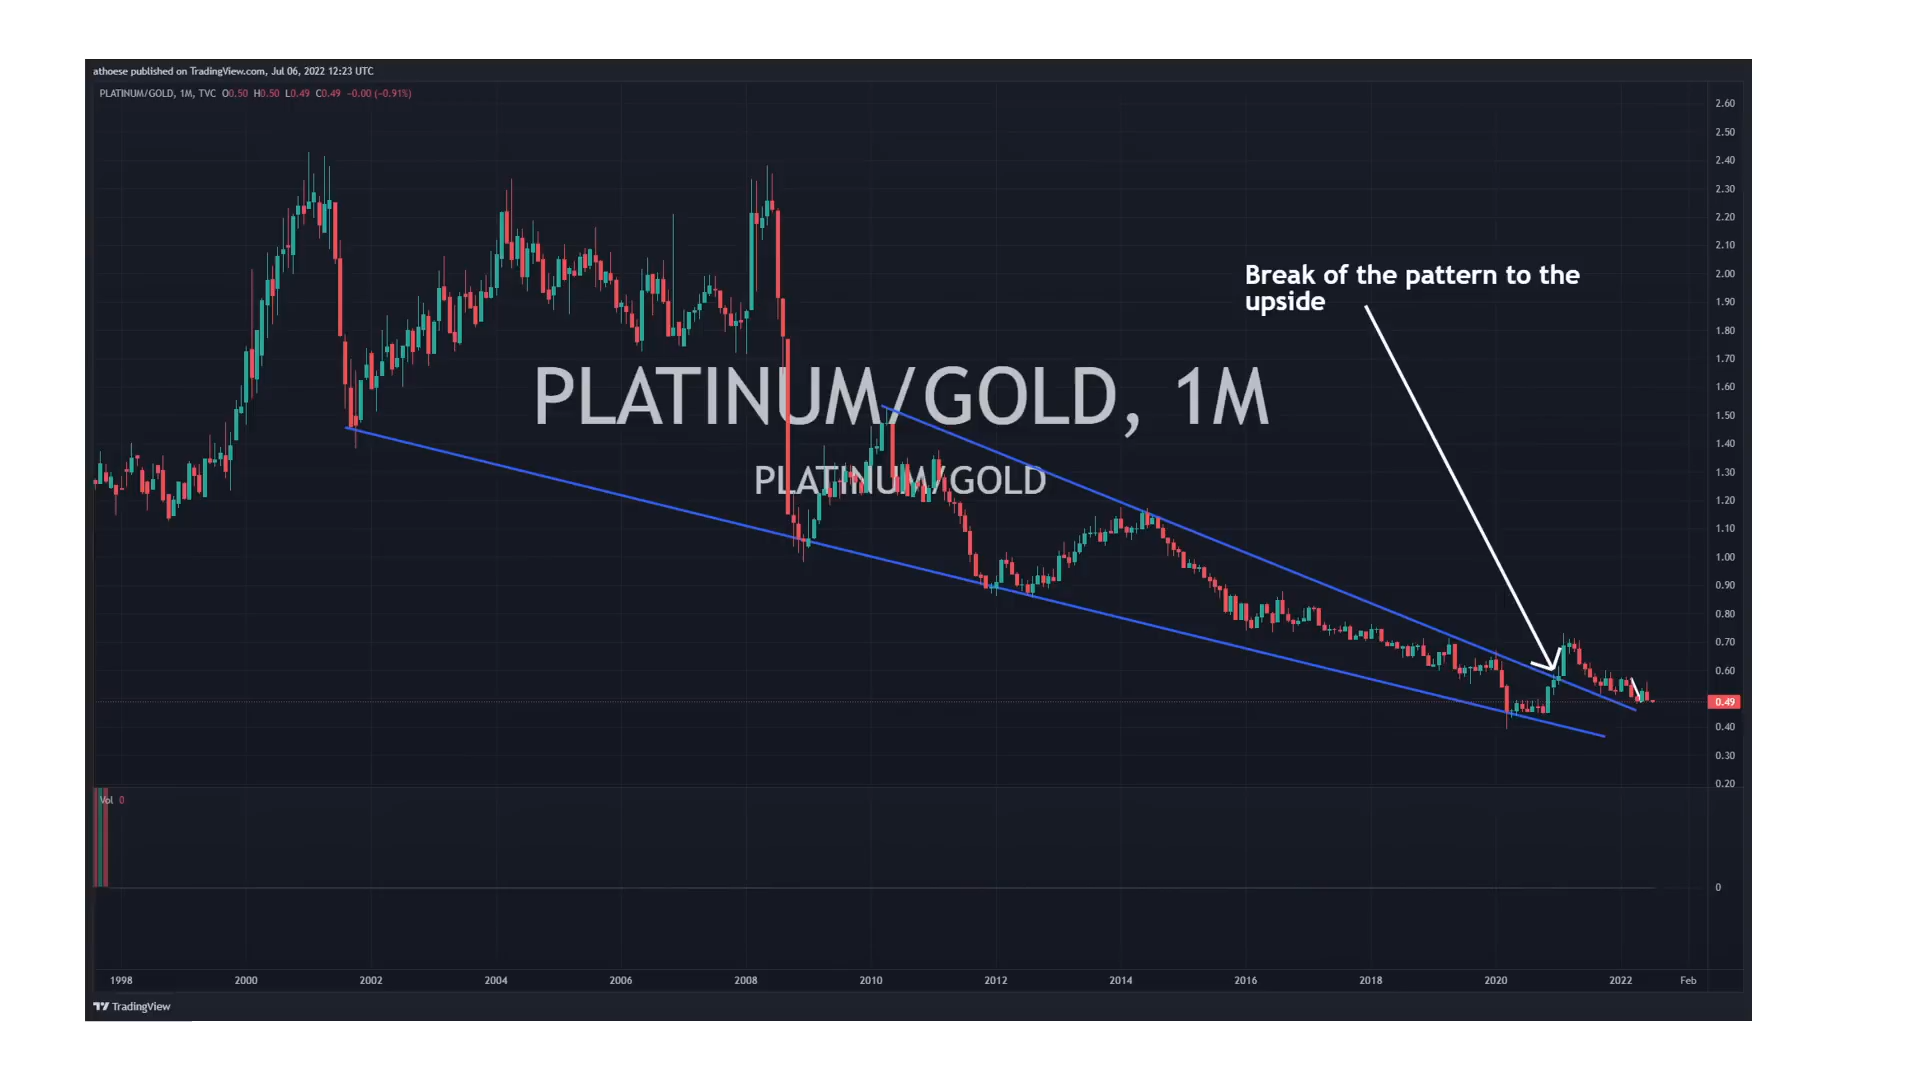 athoese published on TradingView.com, Jul 06, 2022 12:23 UTC
PLATINUM/GOLD, 1M, TVC O0.50 H0.50 L0.49 C0.49 −0.00 (−0.91%)
2.60
2.50
2.40
2.30
2.20
2.10
2.00
1.90
1.80
1.70
1.60
1.50
1.40
1.30
1.20
1.10
1.00
0.90
0.80
0.70
0.60
0.49
0.40
0.30
0.20
Break of the pattern to the
upside
PLATINUM/GOLD, 1M
PLATINUM/GOLD
Vol 0
0
1998 2000 2002 2004 2006 2008 2010 2012 2014 2016 2018 2020 2022 Feb
TradingView